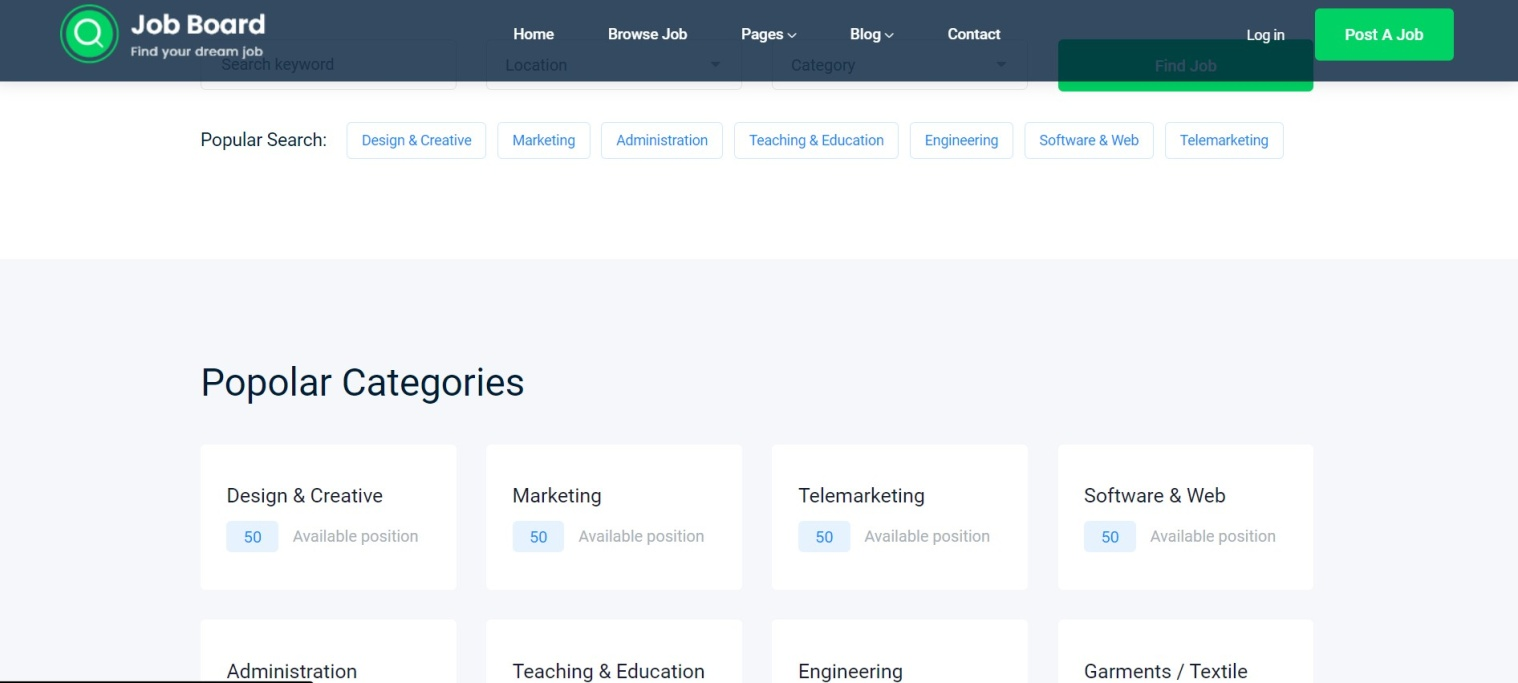 Job Board
Find your dream job
Home Browse Job Pages Blog Contact Log in Post A Job
Search keyword Location Category Find Job
Popular Search: Design & Creative Marketing Administration Teaching & Education Engineering Software & Web Telemarketing
Popolar Categories
Design & Creative Marketing Telemarketing Software & Web
50 Available position 50 Available position 50 Available position 50 Available position
Administration Teaching & Education Engineering Garments / Textile